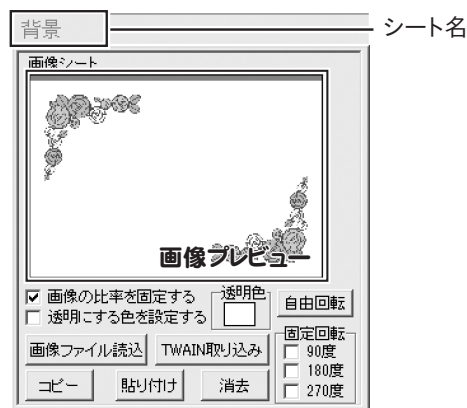 背景
シート名
画像シート
画像プレビュー
画像の比率を固定する
透明色
自由回転
透明にする色を設定する
固定回転
画像ファイル読込
TWAIN取り込み
90度
180度
コピー
貼り付け
消去
270度